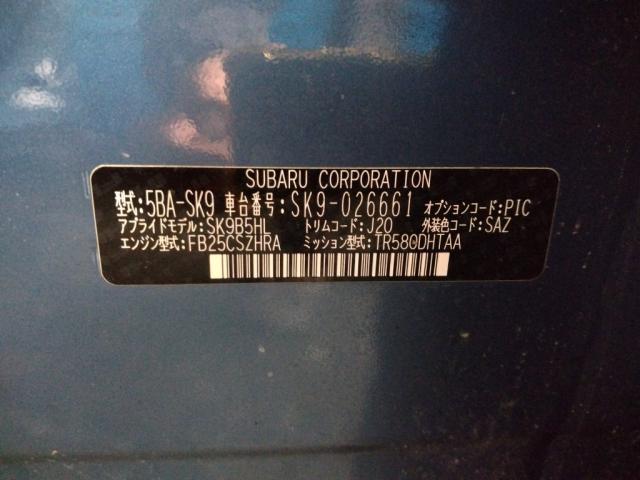 SUBARU CORPORATION
型式:5BA-SK9 車台番号:SK9-026661 オプションコード:PIC
アプライドモデル:SK9B5HL トリムコード:J20 外装色コード:SAZ
エンジン型式:FB25CSZHRA ミッション型式:TR580DHTAA